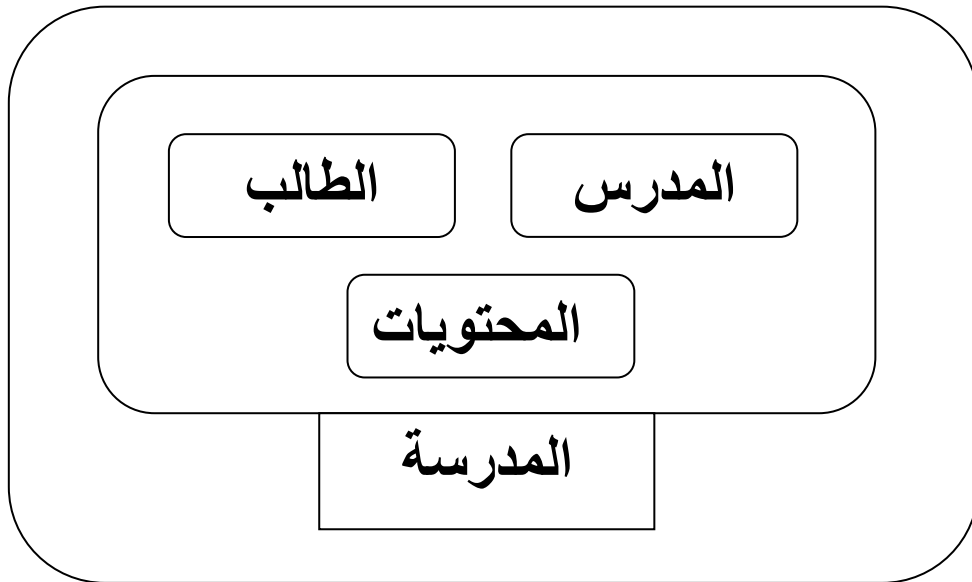 المدرس
الطالب
المحتويات
المدرسة